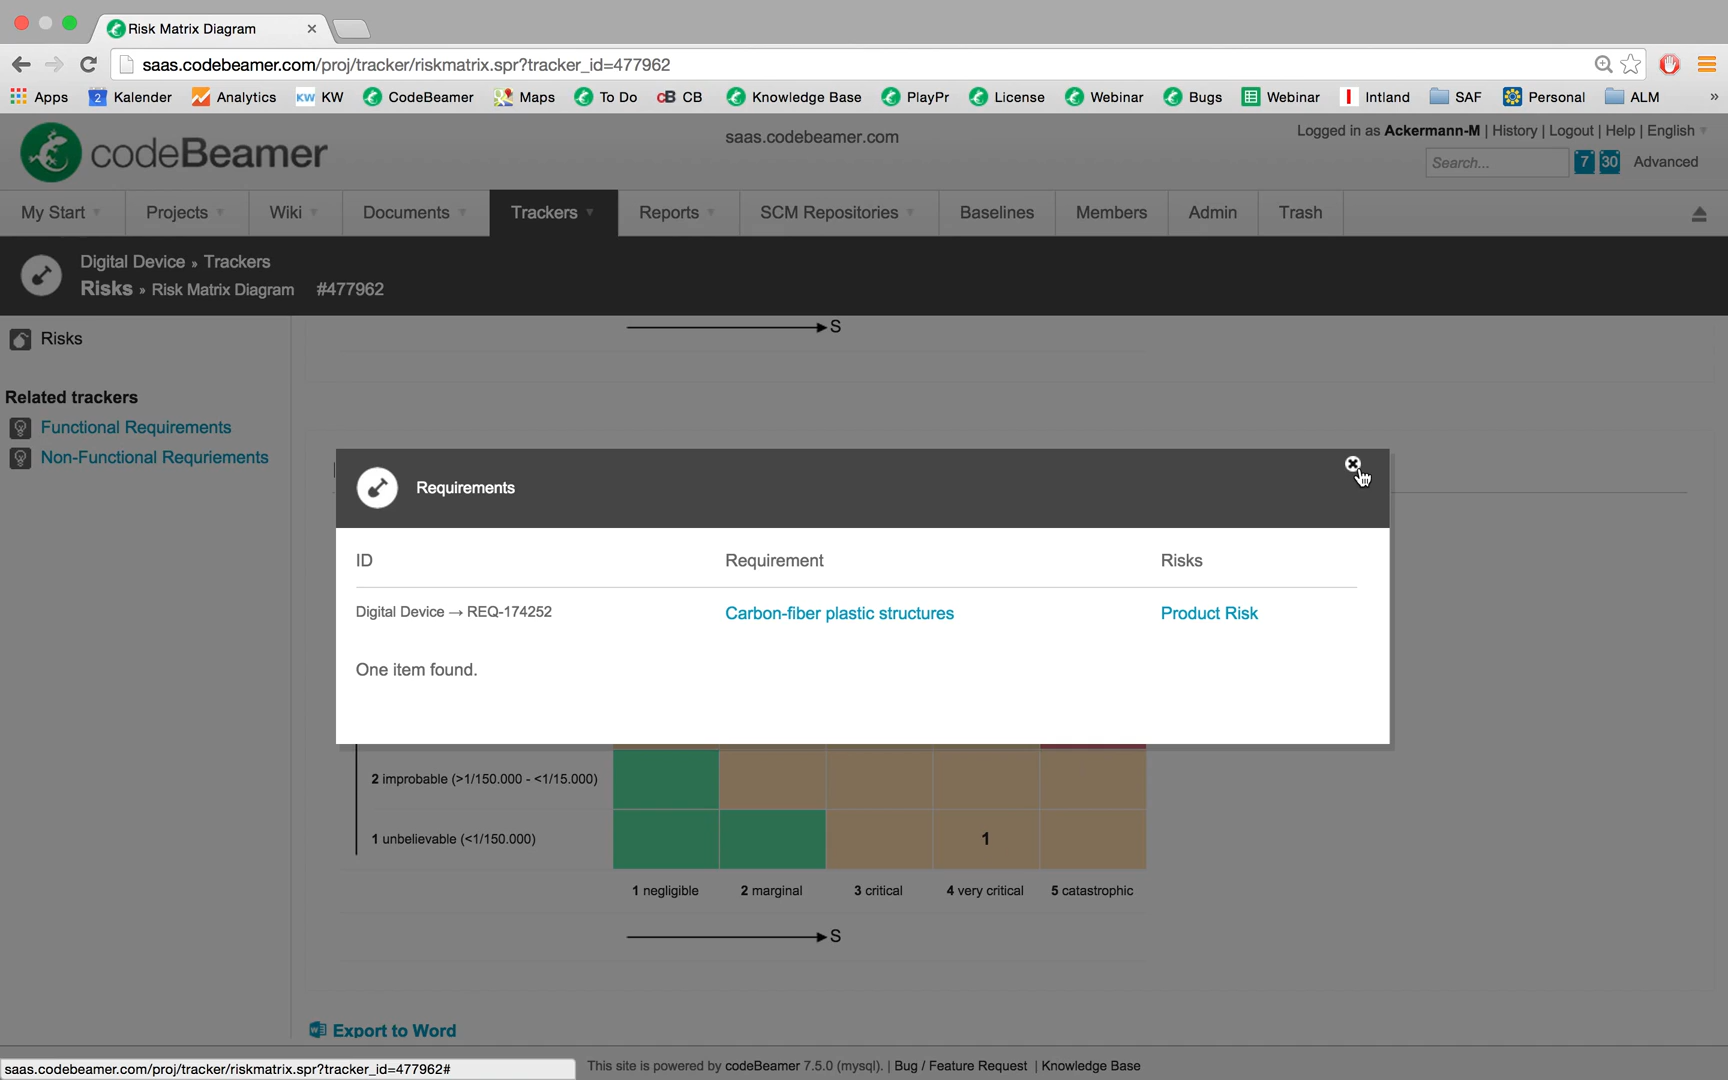 Risk Matrix Diagram
saas.codebeamer.com/proj/tracker/riskmatrix.spr?tracker_id=477962
Apps 2 Kalender Analytics KW KW CodeBeamer Maps To Do cB CB Knowledge Base PlayPr License Webinar Bugs Webinar Intland SAF Personal ALM »
codeBeamer
saas.codebeamer.com
Logged in as Ackermann-M | History | Logout | Help | English
Search... 7 30 Advanced
My Start Projects Wiki Documents Trackers Reports SCM Repositories Baselines Members Admin Trash
Digital Device » Trackers
Risks » Risk Matrix Diagram #477962
Risks
S
Related trackers
Functional Requirements
Non-Functional Requriements
Requirements
ID Requirement Risks
Digital Device → REQ-174252 Carbon-fiber plastic structures Product Risk
One item found.
2 improbable (>1/150.000 - <1/15.000)
1 unbelievable (<1/150.000) 1
1 negligible 2 marginal 3 critical 4 very critical 5 catastrophic
S
Export to Word
saas.codebeamer.com/proj/tracker/riskmatrix.spr?tracker_id=477962#
This site is powered by codeBeamer 7.5.0 (mysql). | Bug / Feature Request | Knowledge Base